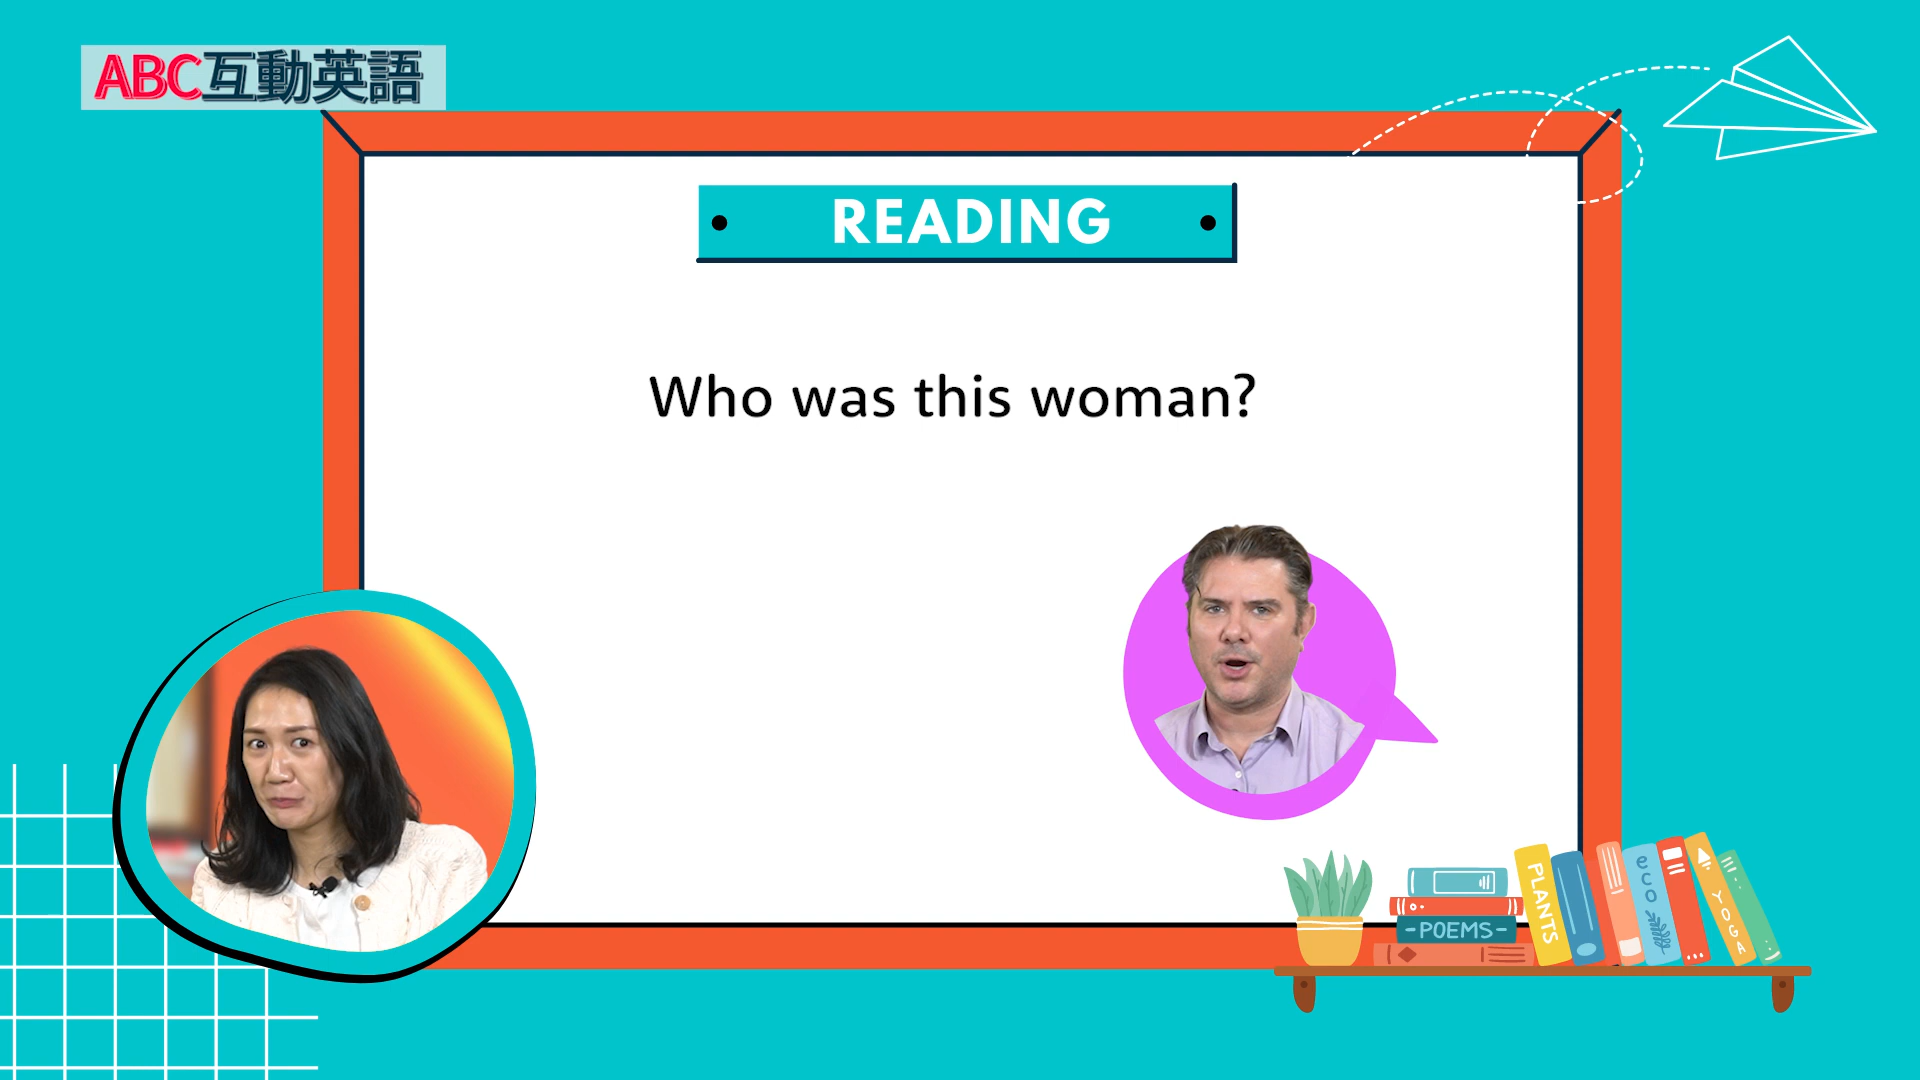 ABC互動英語
READING
Who was this woman?
POEMS
PLANTS
eco
YOGA